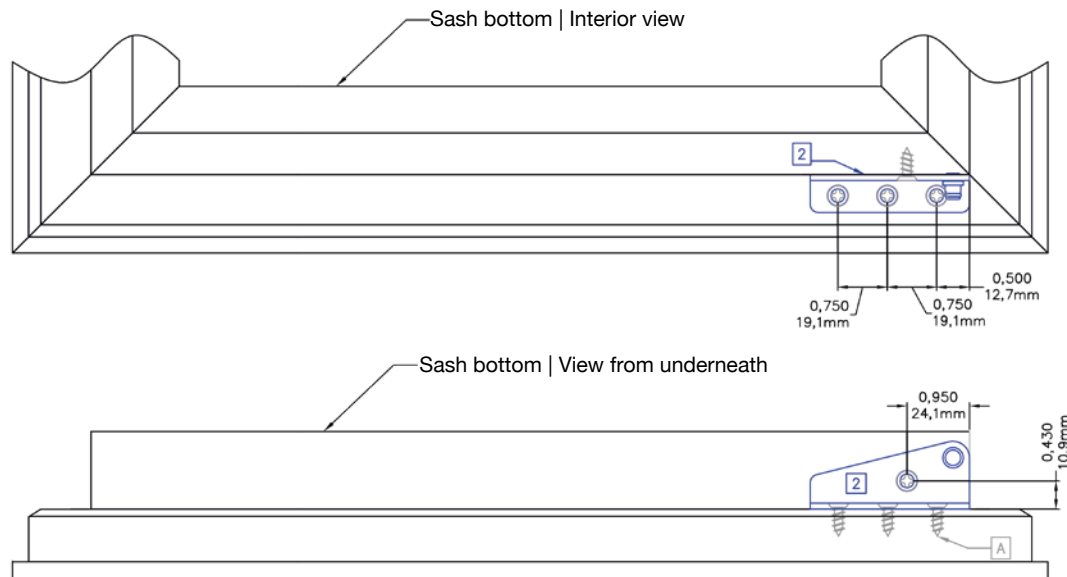 Sash bottom | Interior view
2
0,500
12,7mm
0,750
19,1mm
0,750
19,1mm
Sash bottom | View from underneath
0,950
24,1mm
0,430
10,9mm
2
A